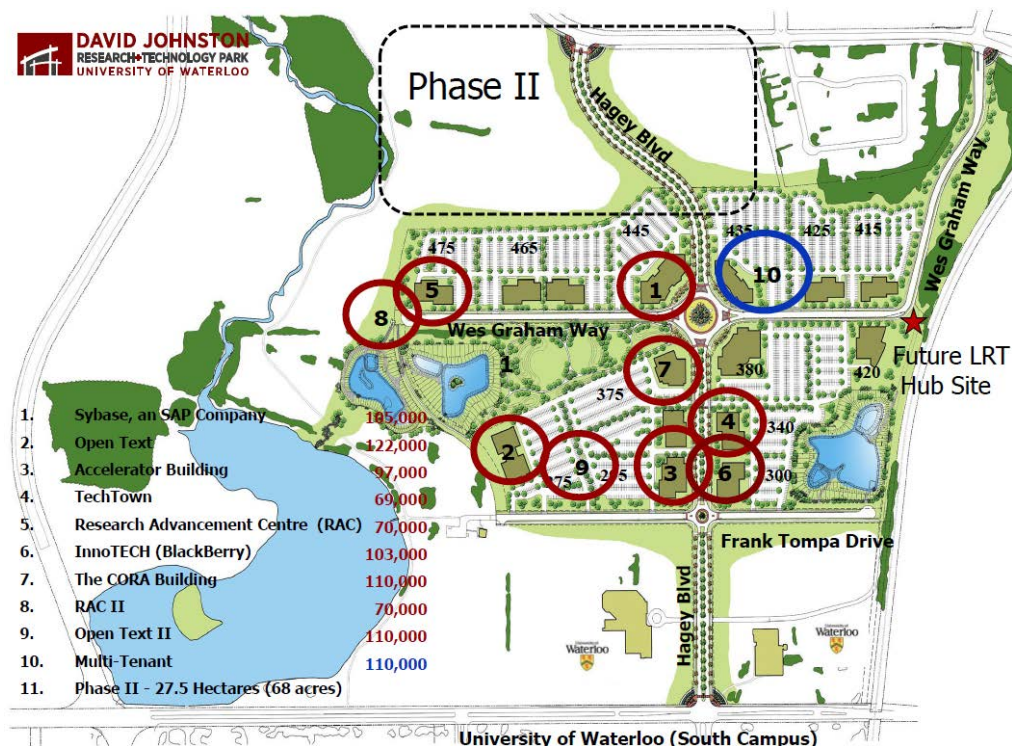 DAVID JOHNSTON
RESEARCH+TECHNOLOGY PARK
UNIVERSITY OF WATERLOO
Phase II
Hagey Blvd
Wes Graham Way
475
465
445
435
425
415
5
8
1
10
Wes Graham Way
Future LRT
Hub Site
1
7
380
420
375
4
340
2
9
275
295
3
6
300
Frank Tompa Drive
Hagey Blvd
1. Sybase, an SAP Company 105,000
2. Open Text 122,000
3. Accelerator Building 97,000
4. TechTown 69,000
5. Research Advancement Centre (RAC) 70,000
6. InnoTECH (BlackBerry) 103,000
7. The CORA Building 110,000
8. RAC II 70,000
9. Open Text II 110,000
10. Multi-Tenant 110,000
11. Phase II - 27.5 Hectares (68 acres)
University of
Waterloo
University of
Waterloo
University of Waterloo (South Campus)